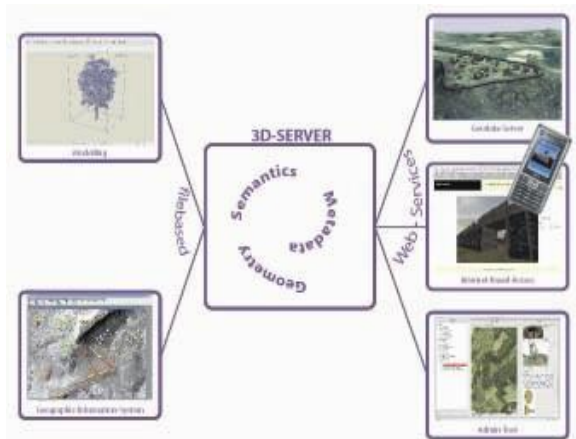 3D-SERVER
Modelling
filebased
Semantics
Metadata
Geometry
Web - Services
Geodata-Server
Internet-based-Access
Geographic Information System
Admin-Tool